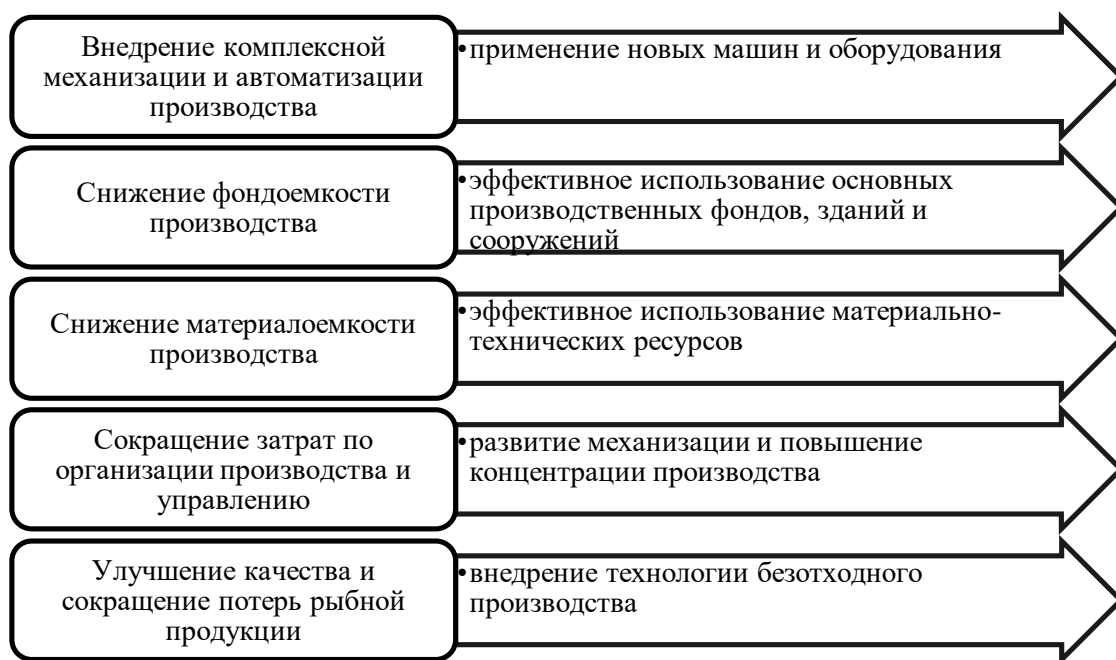 Внедрение комплексной
механизации и автоматизации
производства
•применение новых машин и оборудования
Снижение фондоемкости
производства
•эффективное использование основных
производственных фондов, зданий и
сооружений
Снижение материалоемкости
производства
•эффективное использование материально-
технических ресурсов
Сокращение затрат по
организации производства и
управлению
•развитие механизации и повышение
концентрации производства
Улучшение качества и
сокращение потерь рыбной
продукции
•внедрение технологии безотходного
производства